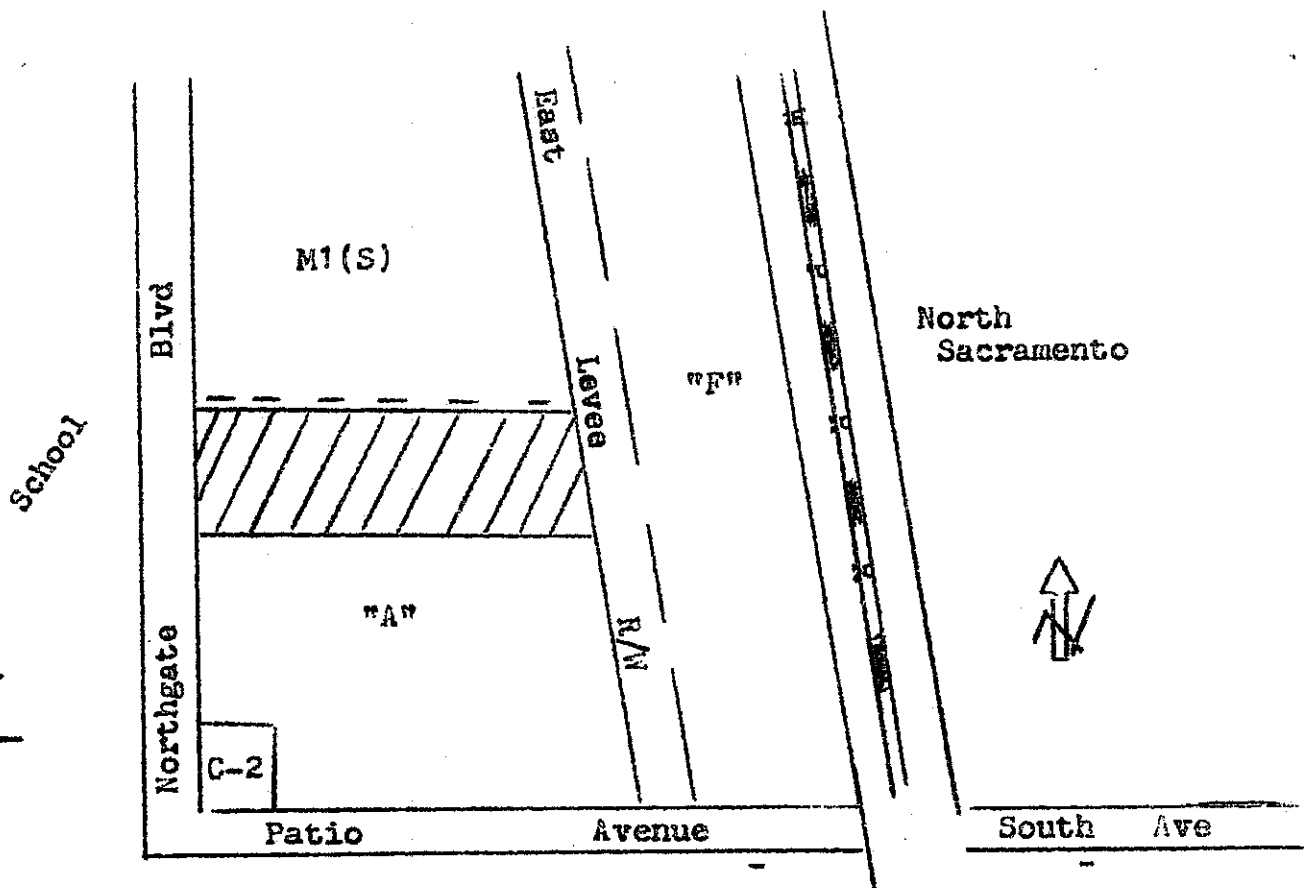 East
M1(S)
Blvd
North
Sacramento
Levee
"F"
School
"A"
R/W
Northgate
N
C-2
Patio Avenue
South Ave